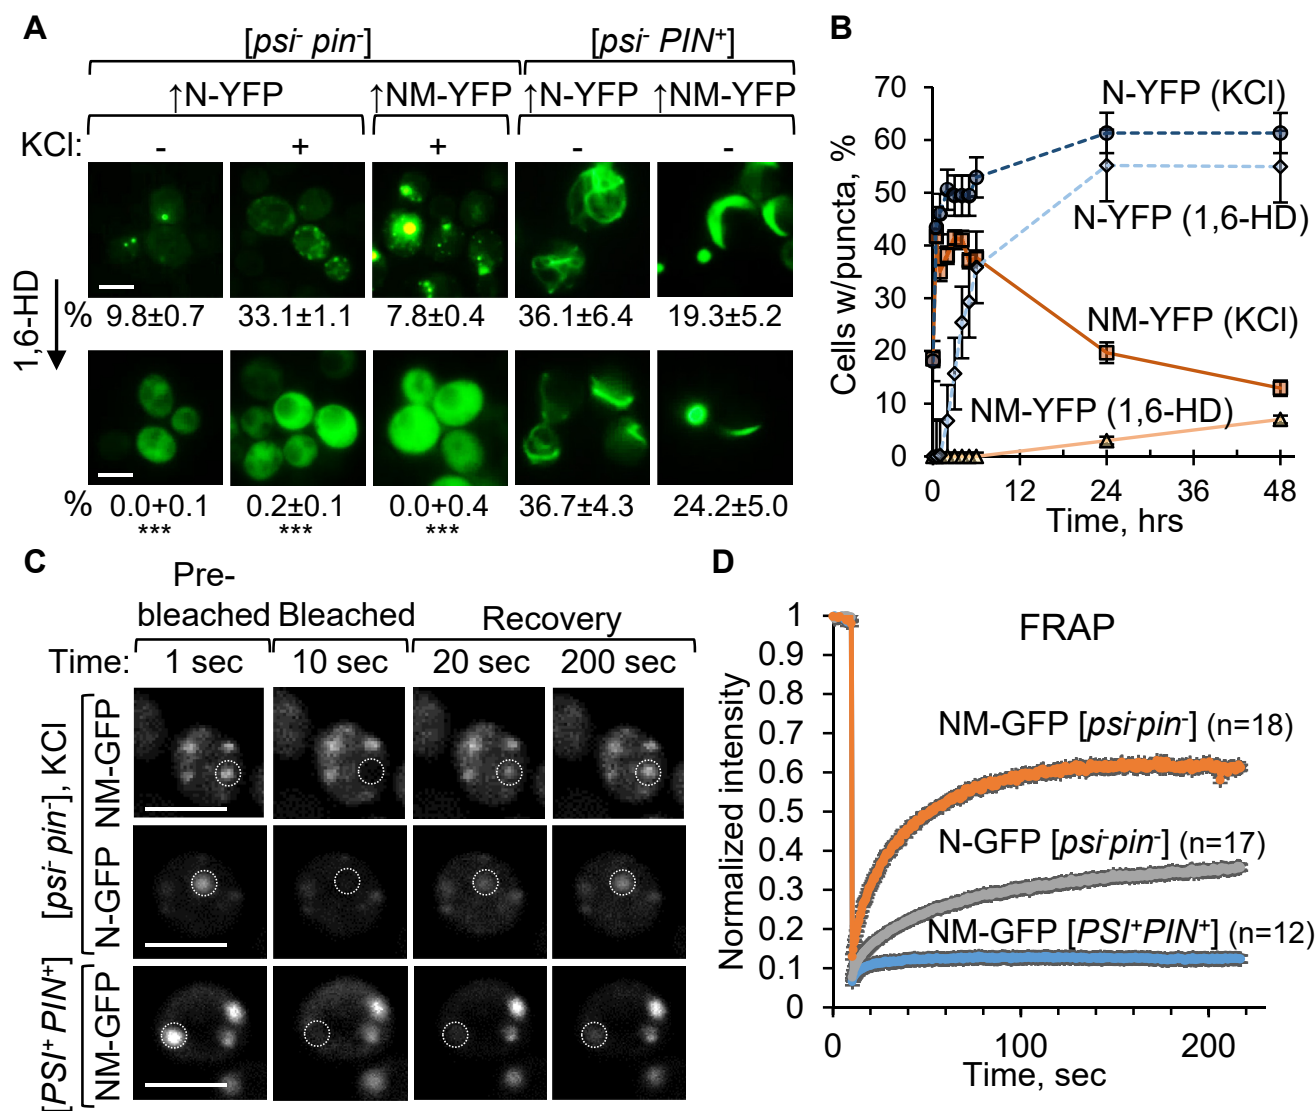 A
[psi⁻ pin⁻] [psi⁻ PIN⁺]
↑N-YFP ↑NM-YFP ↑N-YFP ↑NM-YFP
KCl: - + + - -
1,6-HD
% 9.8±0.7 33.1±1.1 7.8±0.4 36.1±6.4 19.3±5.2
% 0.0+0.1 0.2±0.1 0.0+0.4 36.7±4.3 24.2±5.0
*** *** ***
B
Cells w/puncta, %
70
60
50
40
30
20
10
0
N-YFP (KCl)
N-YFP (1,6-HD)
NM-YFP (KCl)
NM-YFP (1,6-HD)
0 12 24 36 48
Time, hrs
C
Pre-
bleached Bleached Recovery
Time: 1 sec 10 sec 20 sec 200 sec
[psi⁻ pin⁻], KCl
NM-GFP
N-GFP
[PSI⁺ PIN⁺]
NM-GFP
D
FRAP
Normalized intensity
1
0.9
0.8
0.7
0.6
0.5
0.4
0.3
0.2
0.1
0
NM-GFP [psi⁻pin⁻] (n=18)
N-GFP [psi⁻pin⁻] (n=17)
NM-GFP [PSI⁺PIN⁺] (n=12)
0 100 200
Time, sec